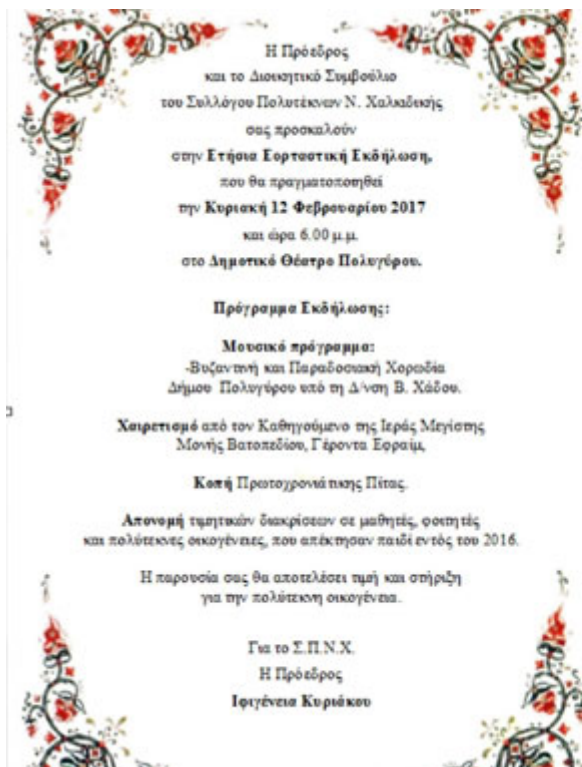 Η Πρόεδρος
και το Διοικητικό Συμβούλιο
του Συλλόγου Πολυτέκνων Ν. Χαλκιδικής
σας προσκαλούν
στην Ετήσια Εορταστική Εκδήλωση,
που θα πραγματοποιηθεί
την Κυριακή 12 Φεβρουαρίου 2017
και ώρα 6.00 μ.μ.
στο Δημοτικό Θέατρο Πολυγύρου.
Πρόγραμμα Εκδήλωσης:
Μουσικό πρόγραμμα:
-Βυζαντινή και Παραδοσιακή Χορωδία
Δήμου Πολυγύρου υπό τη Δ/νση Β. Χάδου.
Χαιρετισμό από τον Καθηγούμενο της Ιεράς Μεγίστης
Μονής Βατοπεδίου, Γέροντα Εφραίμ,
Κοπή Πρωτοχρονιάτικης Πίτας.
Απονομή τιμητικών διακρίσεων σε μαθητές, φοιτητές
και πολύτεκνες οικογένειες, που απέκτησαν παιδί εντός του 2016.
Η παρουσία σας θα αποτελέσει τιμή και στήριξη
για την πολύτεκνη οικογένεια.
Για το Σ.Π.Ν.Χ.
Η Πρόεδρος
Ιφιγένεια Κυριάκου